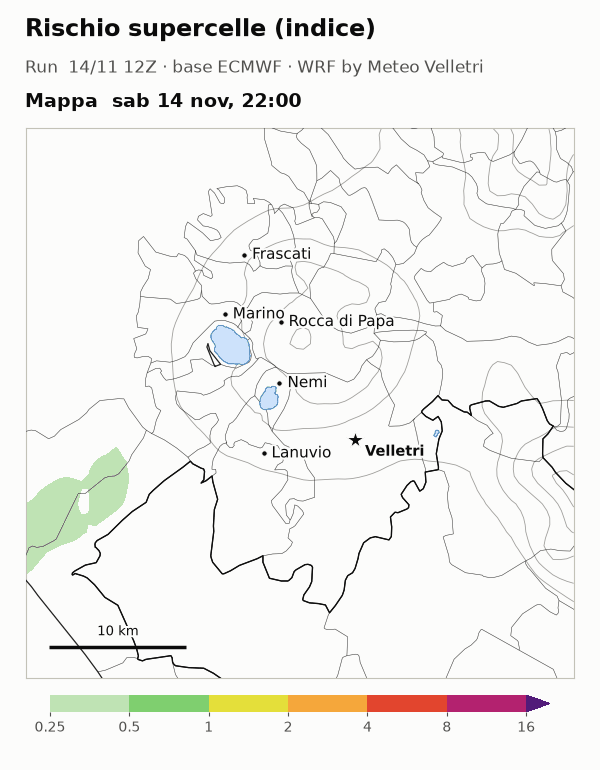 Rischio supercelle (indice)
Run  14/11 12Z · base ECMWF · WRF by Meteo Velletri
Mappa  sab 14 nov, 22:00
Frascati
Marino
Rocca di Papa
Nemi
Velletri
Lanuvio
10 km
0.25 0.5 1 2 4 8 16